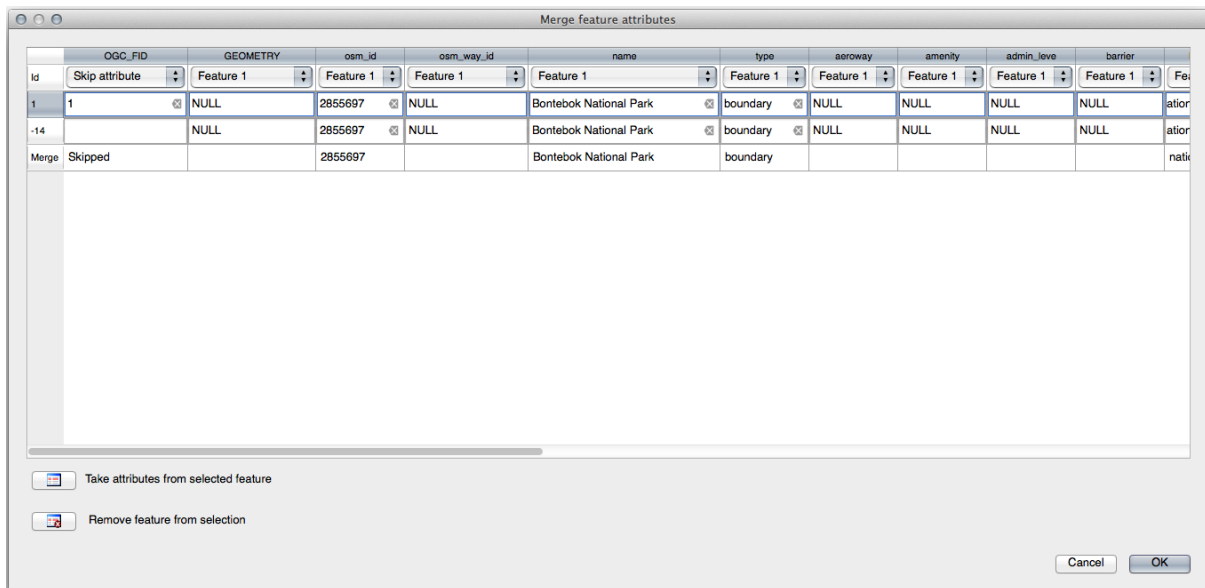 Merge feature attributes
OGC_FID GEOMETRY osm_id osm_way_id name type aeroway amenity admin_leve barrier
Id Skip attribute Feature 1 Feature 1 Feature 1 Feature 1 Feature 1 Feature 1 Feature 1 Feature 1 Feature 1 Fea
1 1 NULL 2855697 NULL Bontebok National Park boundary NULL NULL NULL NULL ation
-14 NULL 2855697 NULL Bontebok National Park boundary NULL NULL NULL NULL ation
Merge Skipped 2855697 Bontebok National Park boundary natio
Take attributes from selected feature
Remove feature from selection
Cancel OK